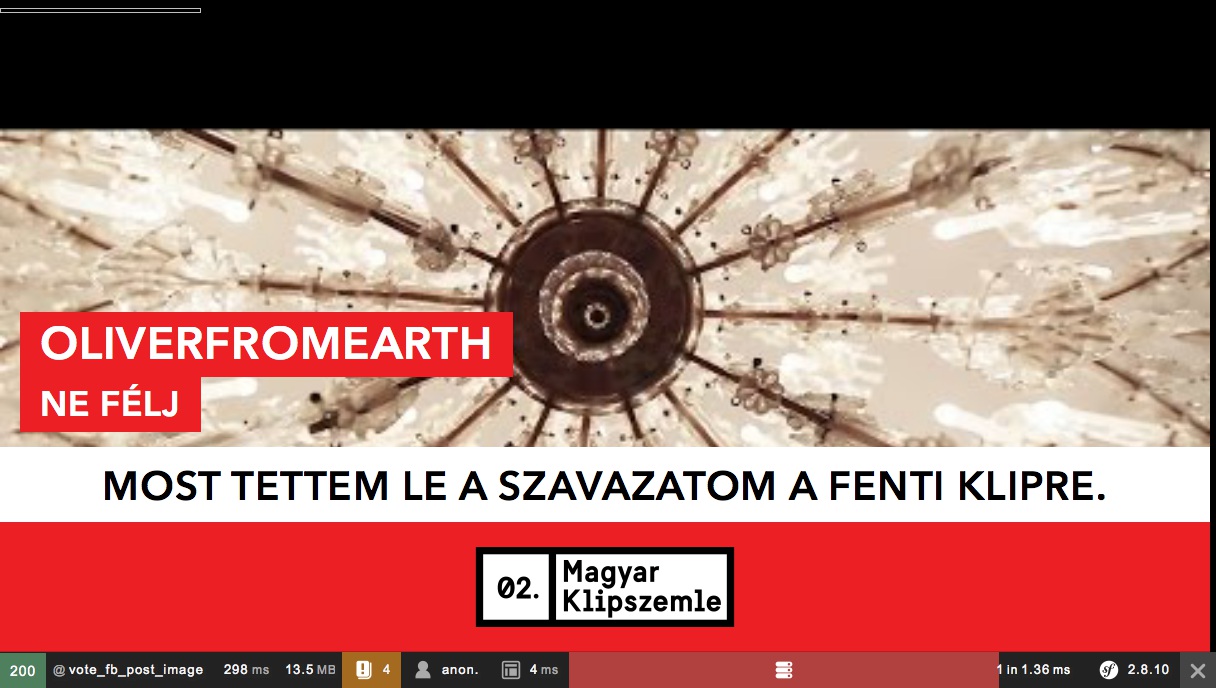 OLIVERFROMEARTH
NE FÉLJ
MOST TETTEM LE A SZAVAZATOM A FENTI KLIPRE.
02. Magyar
Klipszemle
200 @ vote_fb_post_image 298 ms 13.5 MB 4 anon. 4 ms 1 in 1.36 ms sf 2.8.10